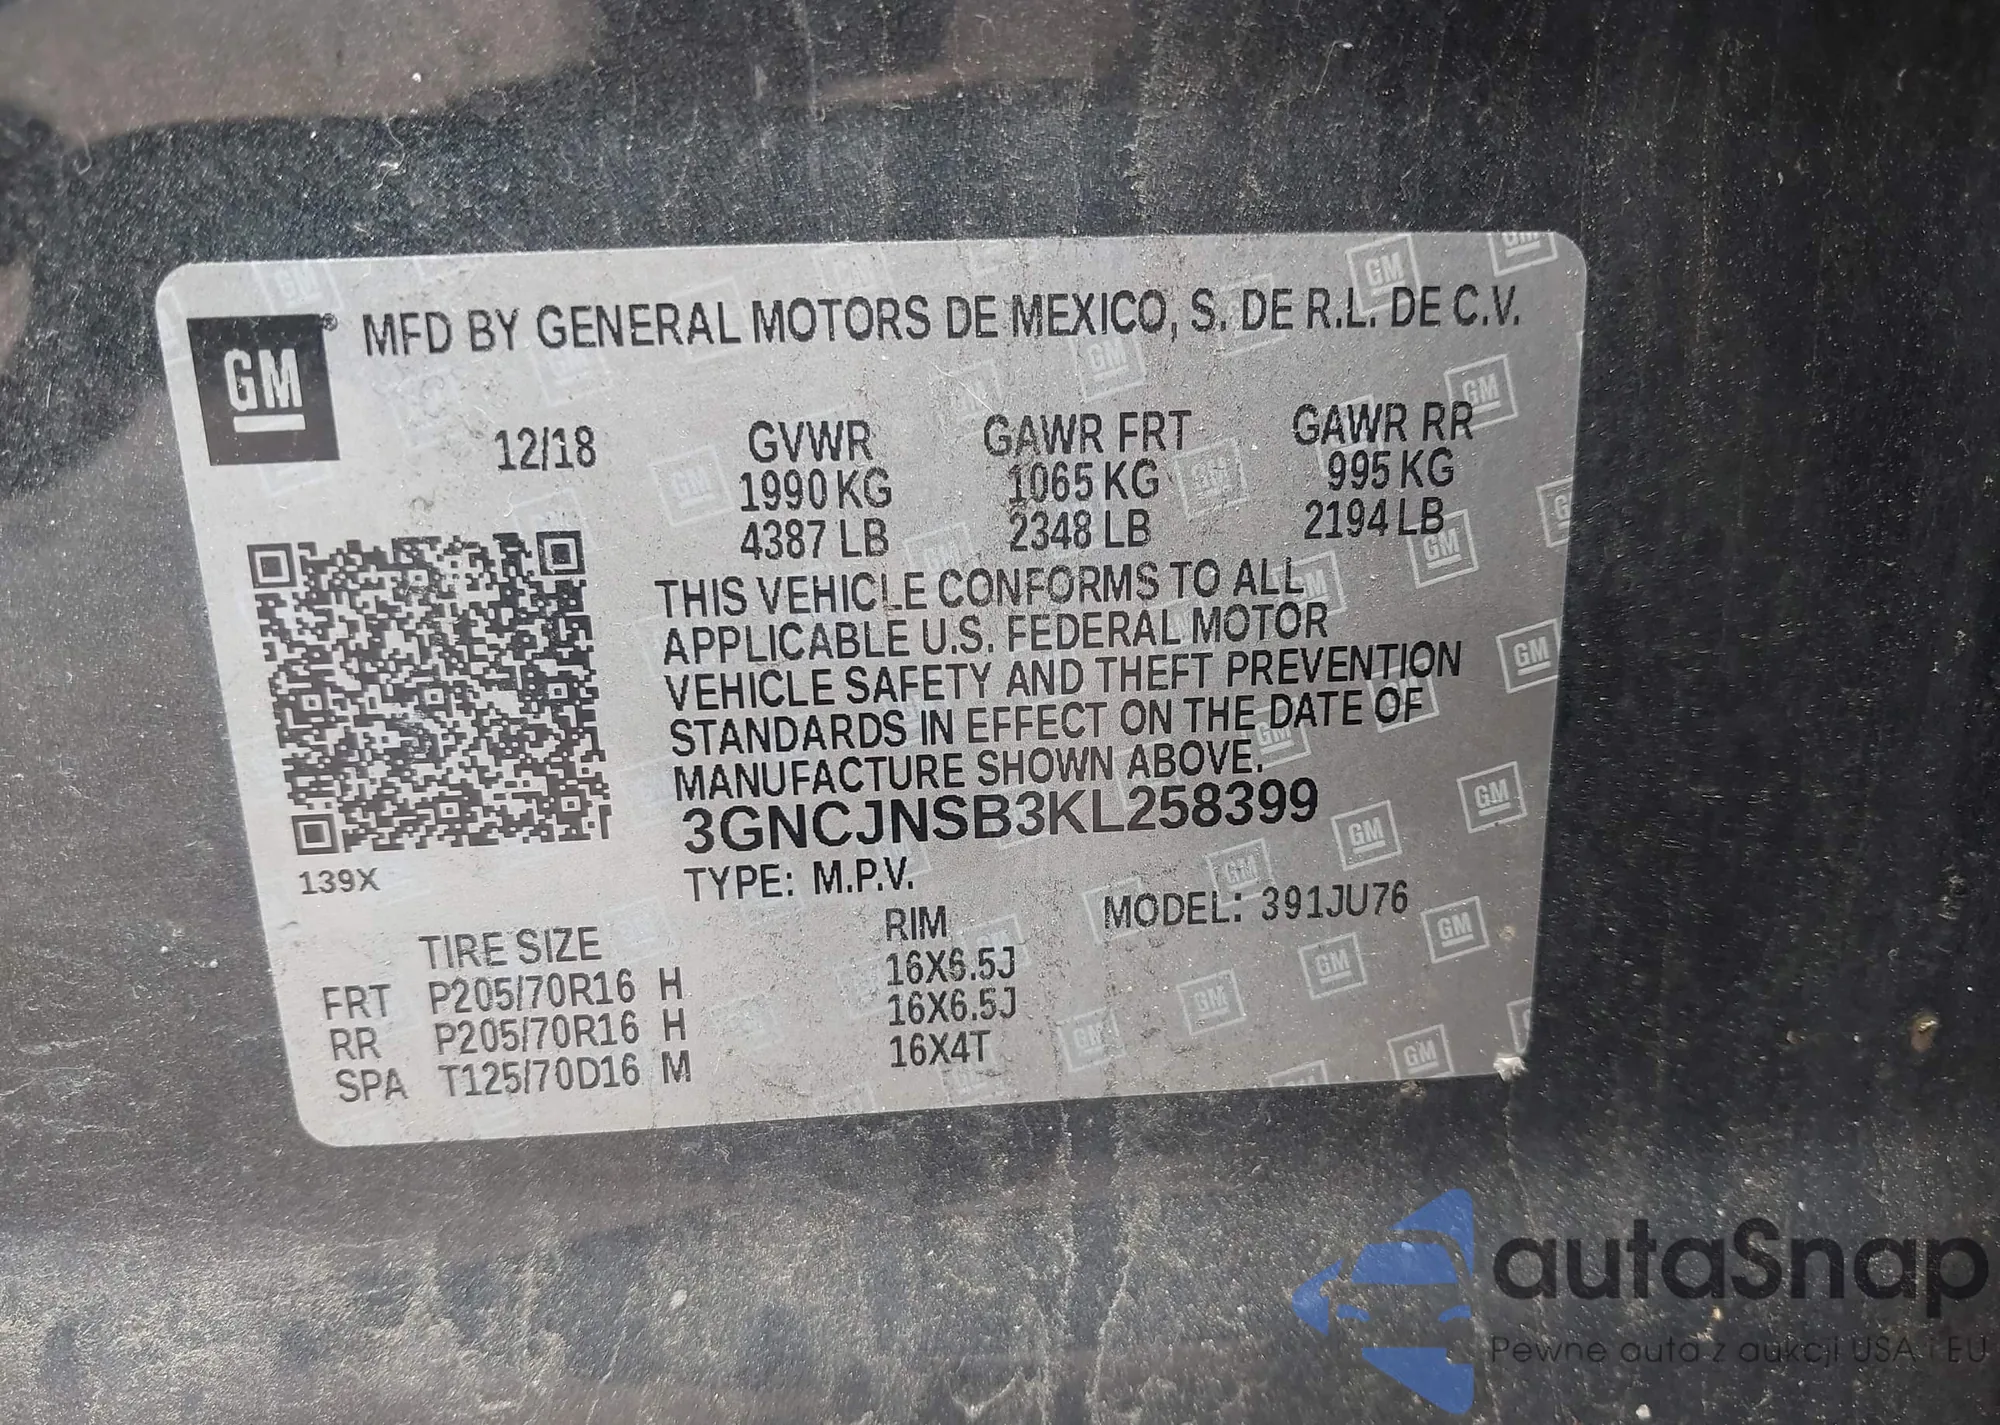 GM®
MFD BY GENERAL MOTORS DE MEXICO, S. DE R.L. DE C.V.
12/18 GVWR GAWR FRT GAWR RR
1990 KG 1065 KG 995 KG
4387 LB 2348 LB 2194 LB
THIS VEHICLE CONFORMS TO ALL
APPLICABLE U.S. FEDERAL MOTOR
VEHICLE SAFETY AND THEFT PREVENTION
STANDARDS IN EFFECT ON THE DATE OF
MANUFACTURE SHOWN ABOVE.
3GNCJNSB3KL258399
139X
TYPE: M.P.V.
MODEL: 391JU76
TIRE SIZE RIM
FRT P205/70R16 H 16X6.5J
RR P205/70R16 H 16X6.5J
SPA T125/70D16 M 16X4T
autaSnap
Pewne auta z aukcji USA i EU